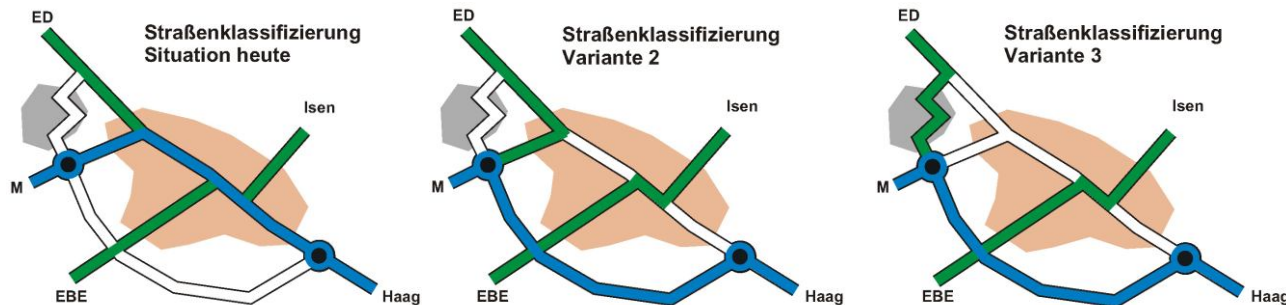 ED
Straßenklassifizierung
Situation heute
Isen
M
EBE
Haag
ED
Straßenklassifizierung
Variante 2
Isen
M
EBE
Haag
ED
Straßenklassifizierung
Variante 3
Isen
M
EBE
Haag